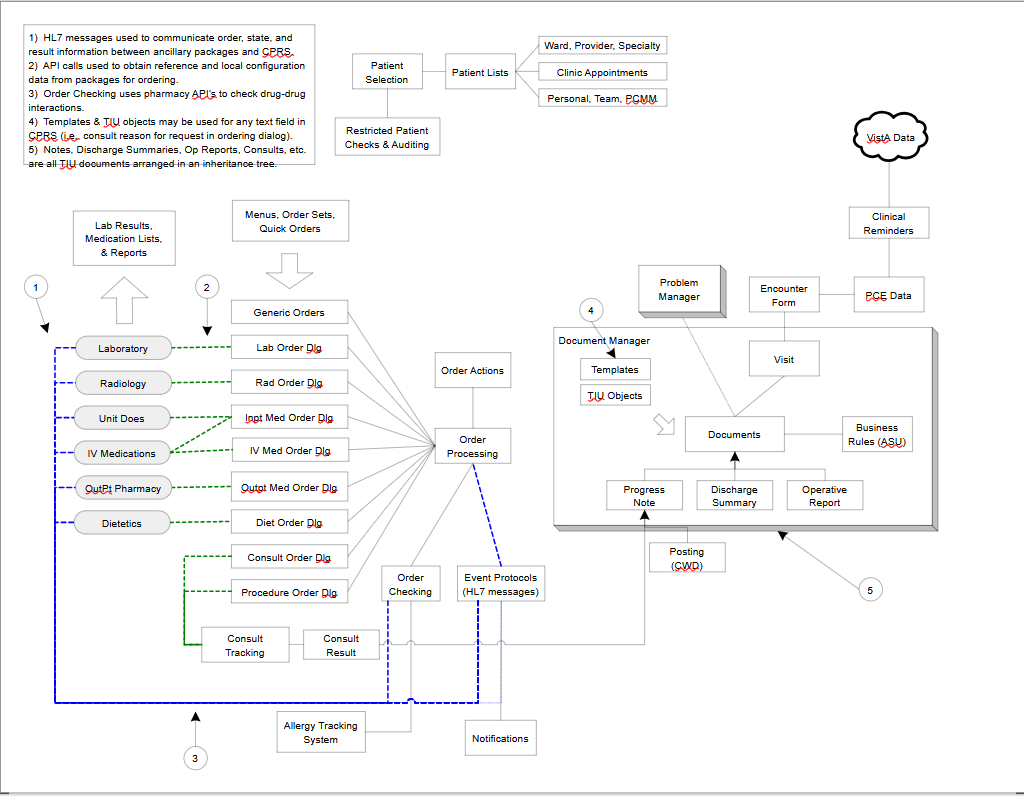 1) HL7 messages used to communicate order, state, and
result information between ancillary packages and CPRS.
2) API calls used to obtain reference and local configuration
data from packages for ordering.
3) Order Checking uses pharmacy API's to check drug-drug
interactions.
4) Templates & TIU objects may be used for any text field in
CPRS (i.e., consult reason for request in ordering dialog).
5) Notes, Discharge Summaries, Op Reports, Consults, etc.
are all TIU documents arranged in an inheritance tree.
Patient
Selection
Patient Lists
Ward, Provider, Specialty
Clinic Appointments
Personal, Team, PCMM
Restricted Patient
Checks & Auditing
VistA Data
Clinical
Reminders
PCE Data
Encounter
Form
Problem
Manager
Lab Results,
Medication Lists,
& Reports
Menus, Order Sets,
Quick Orders
1
2
4
Generic Orders
Laboratory
Lab Order Dlg
Radiology
Rad Order Dlg
Unit Does
Inpt Med Order Dlg
IV Medications
IV Med Order Dlg
OutPt Pharmacy
Outpt Med Order Dlg
Dietetics
Diet Order Dlg
Consult Order Dlg
Procedure Order Dlg
Order Actions
Order
Processing
Document Manager
Templates
TIU Objects
Visit
Documents
Business
Rules (ASU)
Progress
Note
Discharge
Summary
Operative
Report
Posting
(CWD)
5
Order
Checking
Event Protocols
(HL7 messages)
Consult
Tracking
Consult
Result
Allergy Tracking
System
Notifications
3